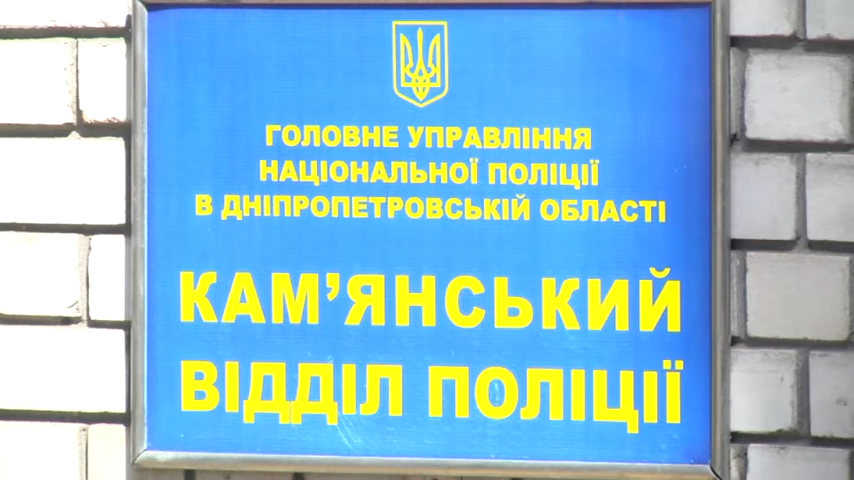 ГОЛОВНЕ УПРАВЛІННЯ
НАЦІОНАЛЬНОЇ ПОЛІЦІЇ
В ДНІПРОПЕТРОВСЬКІЙ ОБЛАСТІ
КАМ’ЯНСЬКИЙ
ВІДДІЛ ПОЛІЦІЇ